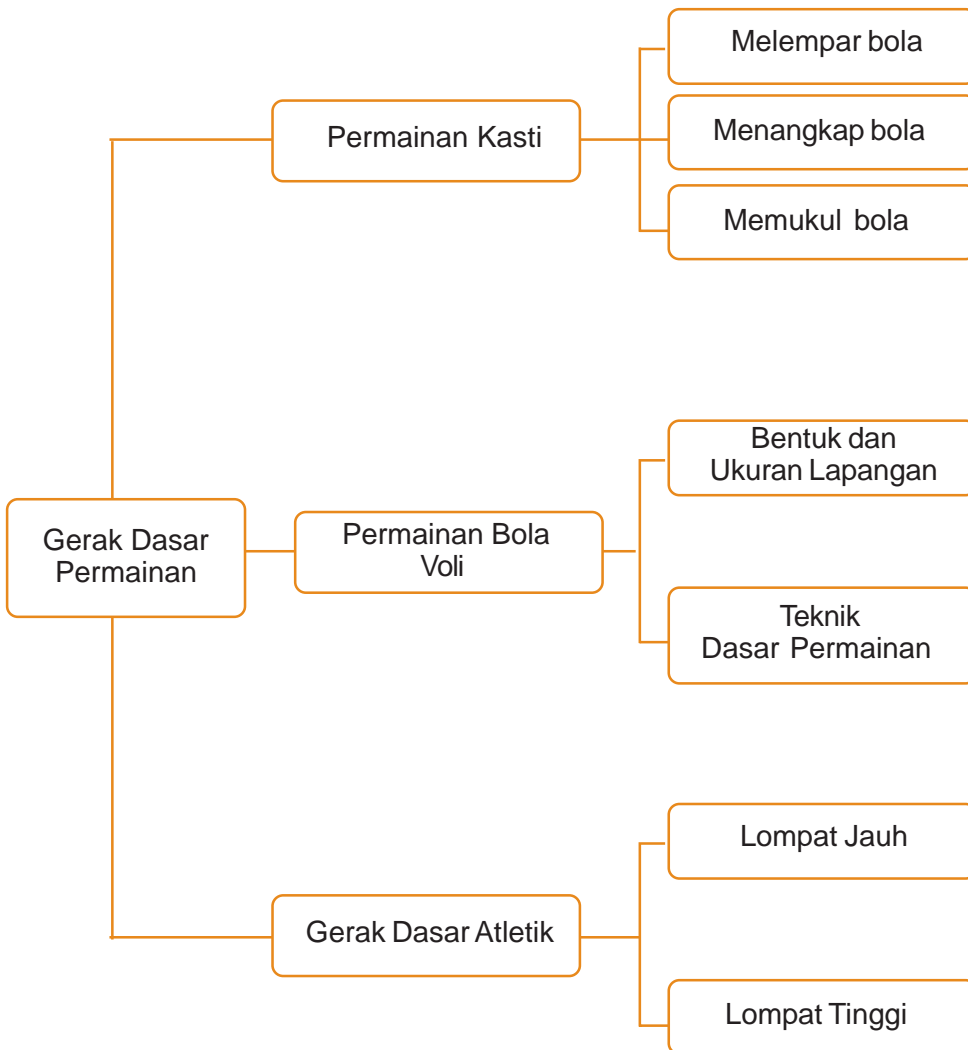 Gerak Dasar
Permainan
Permainan Kasti
Melempar bola
Menangkap bola
Memukul bola
Permainan Bola
Voli
Bentuk dan
Ukuran Lapangan
Teknik
Dasar Permainan
Gerak Dasar Atletik
Lompat Jauh
Lompat Tinggi